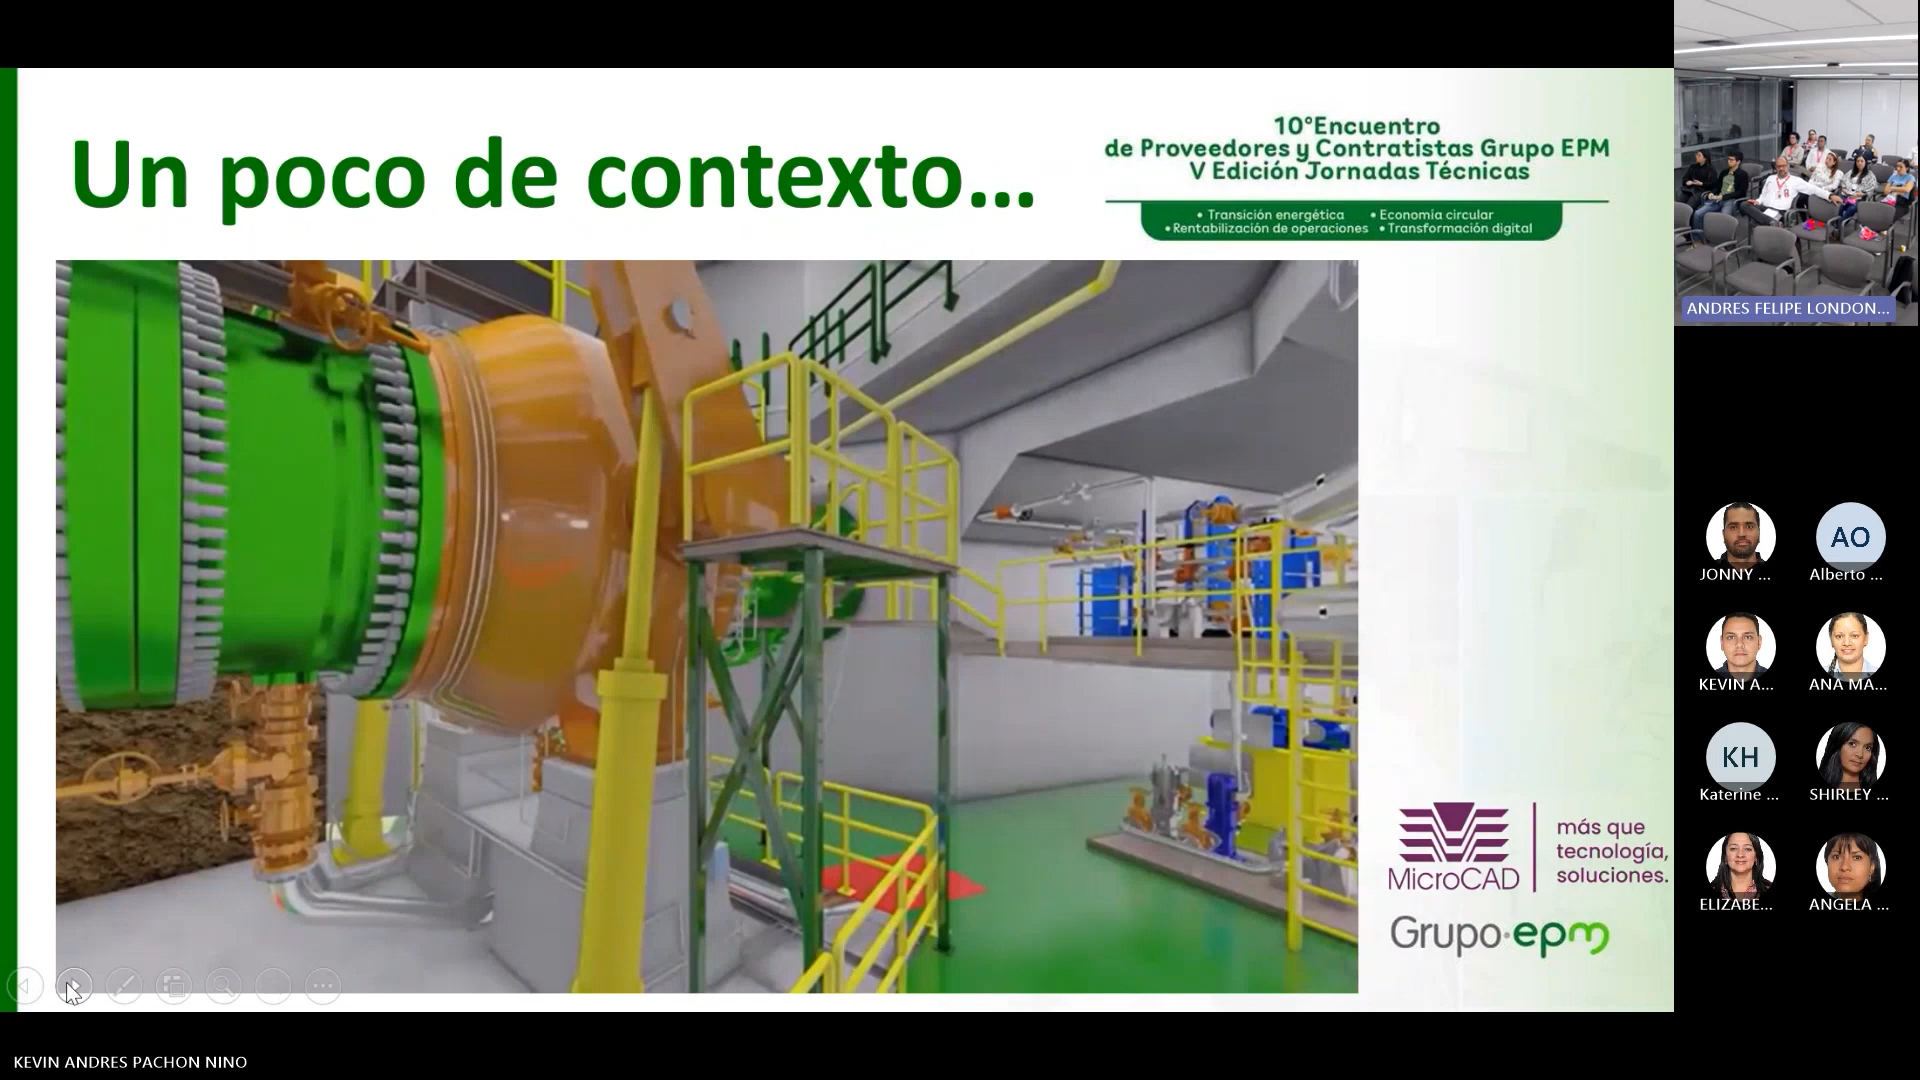 Un poco de contexto...
10°Encuentro
de Proveedores y Contratistas Grupo EPM
V Edición Jornadas Técnicas
• Transición energética • Economía circular
• Rentabilización de operaciones • Transformación digital
MicroCAD
más que
tecnología,
soluciones.
Grupo·epm
ANDRES FELIPE LONDON...
JONNY ...
AO
Alberto ...
KEVIN A...
ANA MA...
KH
Katerine ...
SHIRLEY ...
ELIZABE...
ANGELA ...
KEVIN ANDRES PACHON NINO